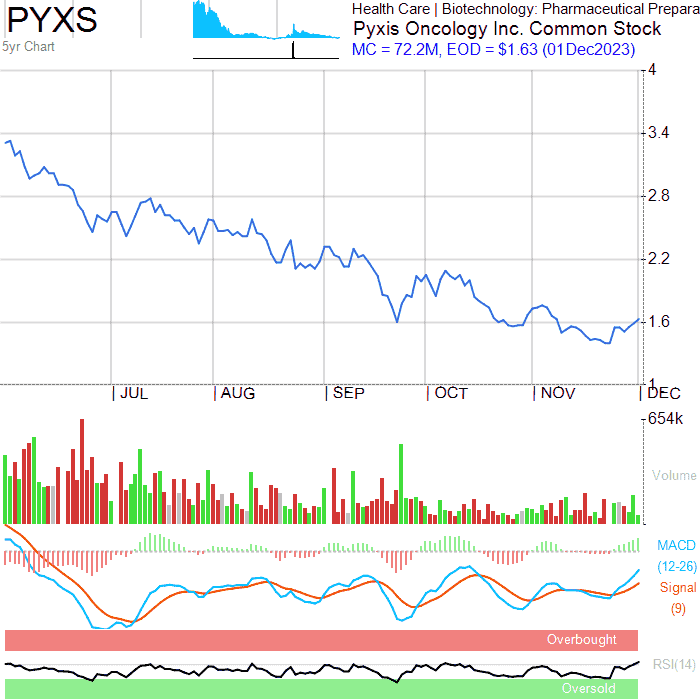 PYXS
5yr Chart
Health Care | Biotechnology: Pharmaceutical Prepara
Pyxis Oncology Inc. Common Stock
MC = 72.2M, EOD = $1.63 (01Dec2023)
4
3.4
2.8
2.2
1.6
1
JUL AUG SEP OCT NOV DEC
654k
Volume
MACD
(12-26)
Signal
(9)
Overbought
RSI(14)
Oversold